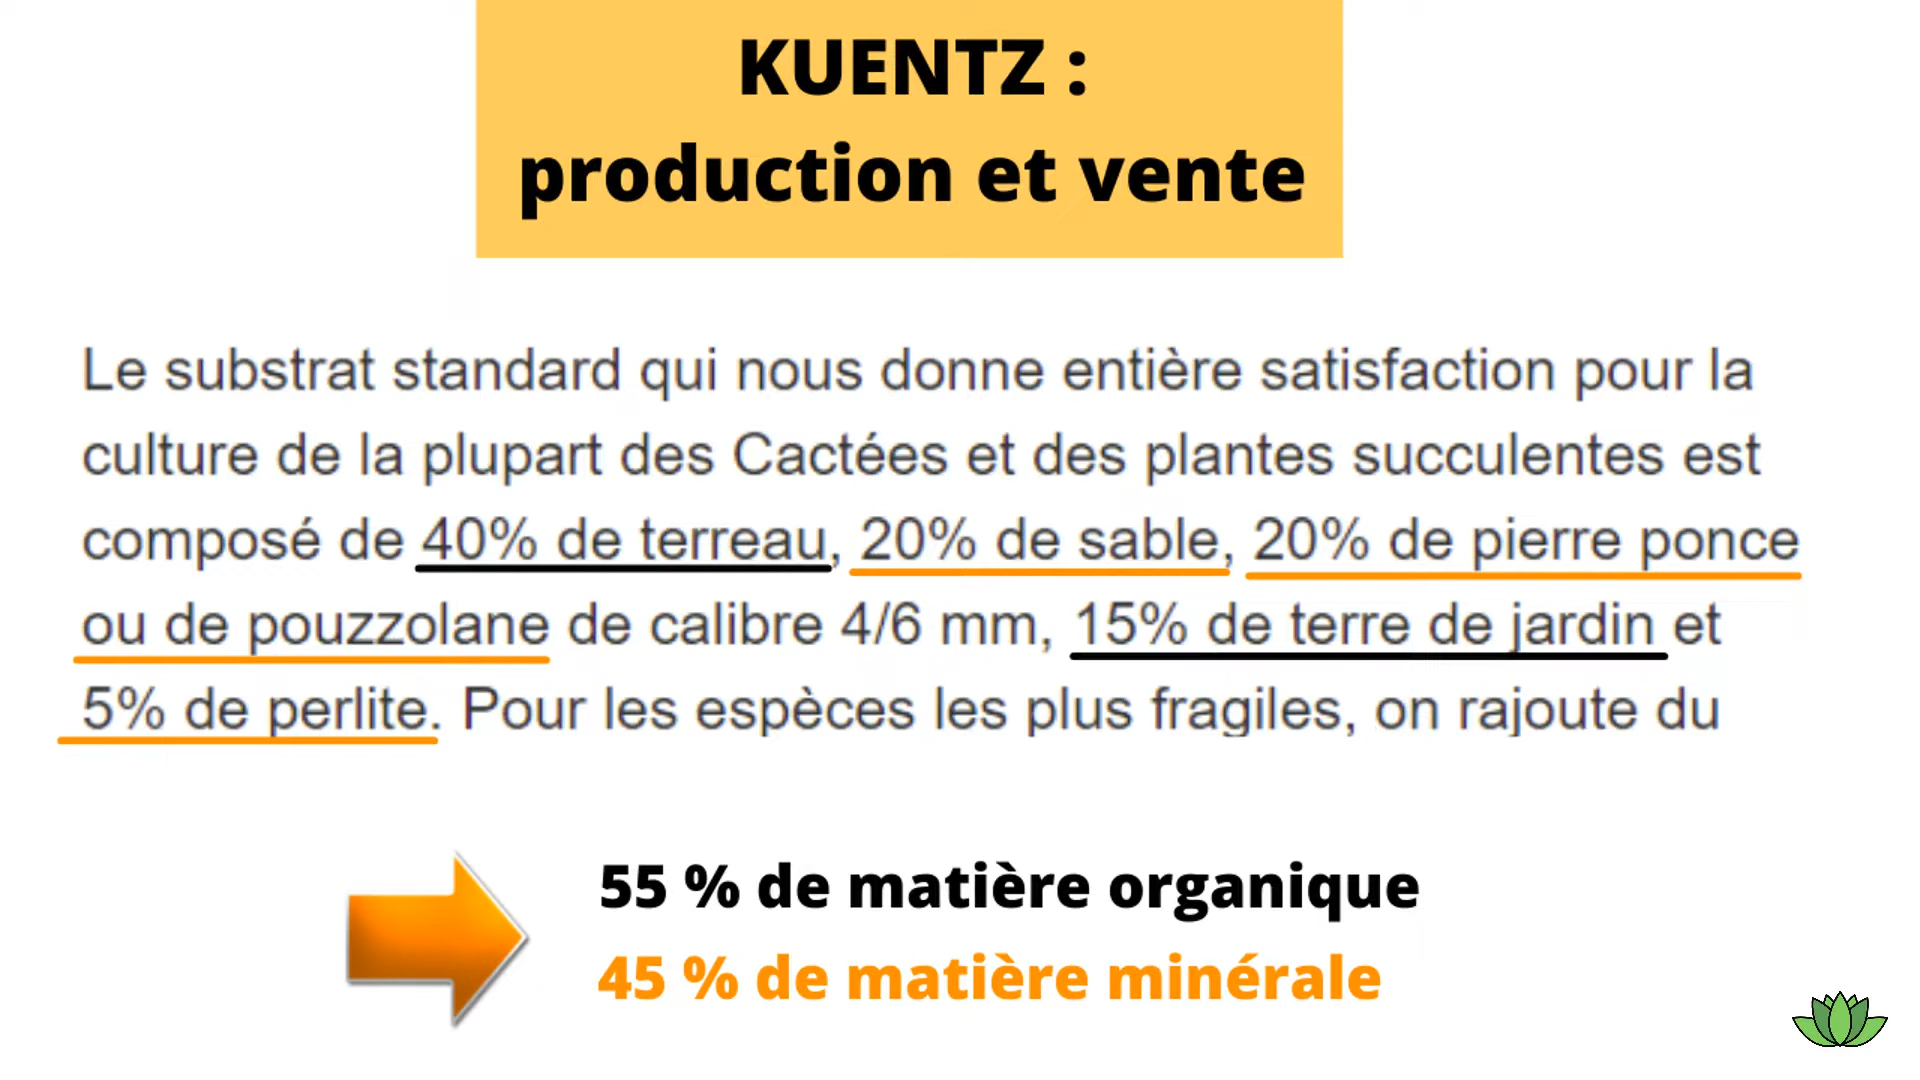 KUENTZ :
production et vente
Le substrat standard qui nous donne entière satisfaction pour la
culture de la plupart des Cactées et des plantes succulentes est
composé de 40% de terreau, 20% de sable, 20% de pierre ponce
ou de pouzzolane de calibre 4/6 mm, 15% de terre de jardin et
5% de perlite. Pour les espèces les plus fragiles, on rajoute du
55 % de matière organique
45 % de matière minérale